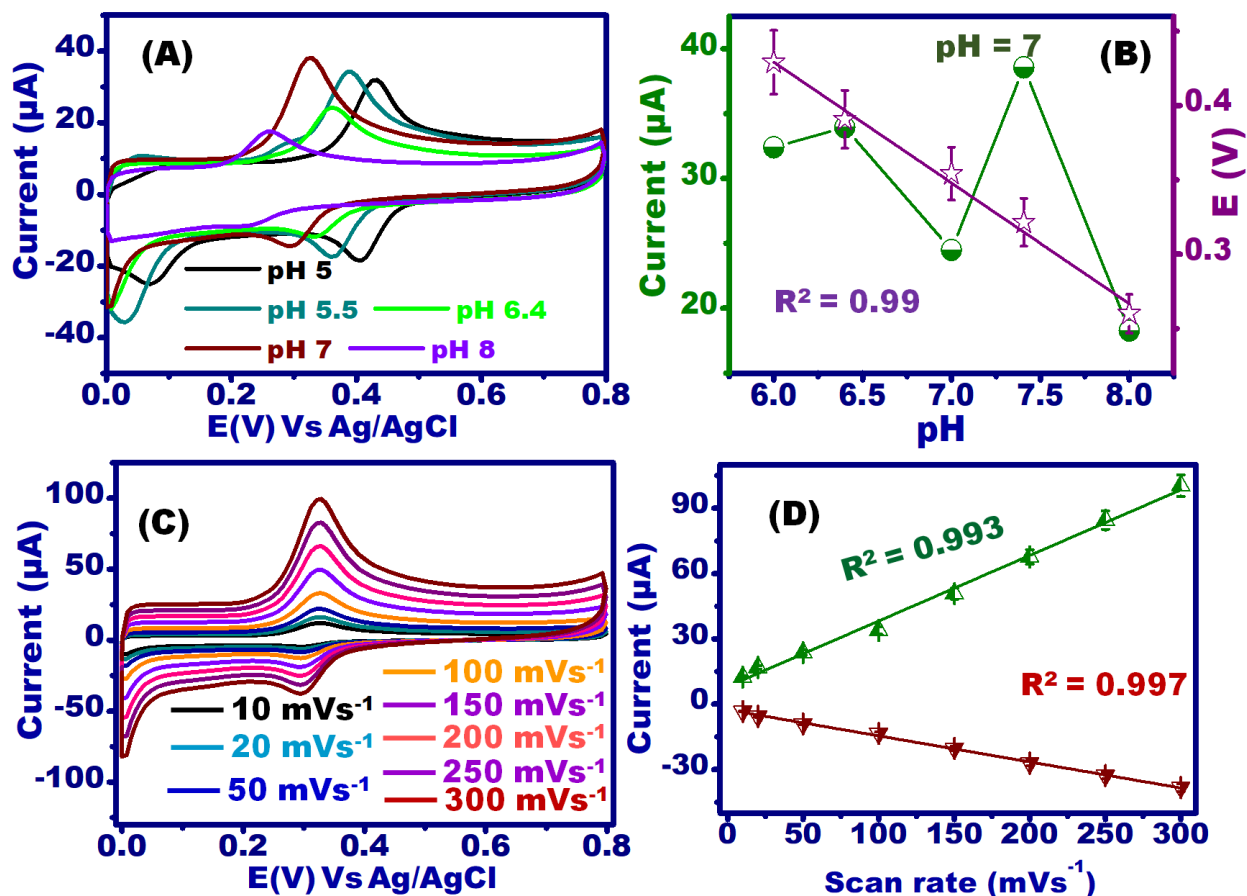 (A)
40
20
0
-20
-40
Current (µA)
pH 5
pH 5.5
pH 6.4
pH 7
pH 8
0.0 0.2 0.4 0.6 0.8
E(V) Vs Ag/AgCl
pH = 7
(B)
40
30
20
Current (µA)
0.4
0.3
E (V)
R² = 0.99
6.0 6.5 7.0 7.5 8.0
pH
(C)
100
50
0
-50
-100
Current (µA)
10 mVs⁻¹
20 mVs⁻¹
50 mVs⁻¹
100 mVs⁻¹
150 mVs⁻¹
200 mVs⁻¹
250 mVs⁻¹
300 mVs⁻¹
0.0 0.2 0.4 0.6 0.8
E(V) Vs Ag/AgCl
(D)
90
60
30
0
-30
Current (µA)
R² = 0.993
R² = 0.997
0 50 100 150 200 250 300
Scan rate (mVs⁻¹)